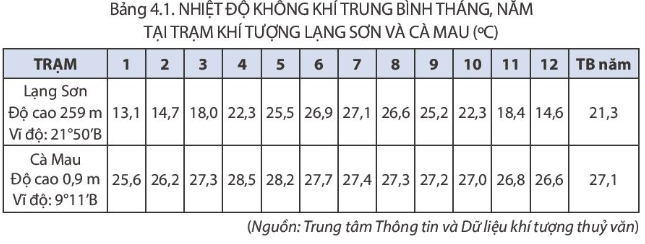 Bảng 4.1. NHIỆT ĐỘ KHÔNG KHÍ TRUNG BÌNH THÁNG, NĂM
TẠI TRẠM KHÍ TƯỢNG LẠNG SƠN VÀ CÀ MAU (ºC)
TRẠM 1 2 3 4 5 6 7 8 9 10 11 12 TB năm
Lạng Sơn
Độ cao 259 m 13,1 14,7 18,0 22,3 25,5 26,9 27,1 26,6 25,2 22,3 18,4 14,6 21,3
Vĩ độ: 21°50'B
Cà Mau
Độ cao 0,9 m 25,6 26,2 27,3 28,5 28,2 27,7 27,4 27,3 27,2 27,0 26,8 26,6 27,1
Vĩ độ: 9°11'B
(Nguồn: Trung tâm Thông tin và Dữ liệu khí tượng thuỷ văn)